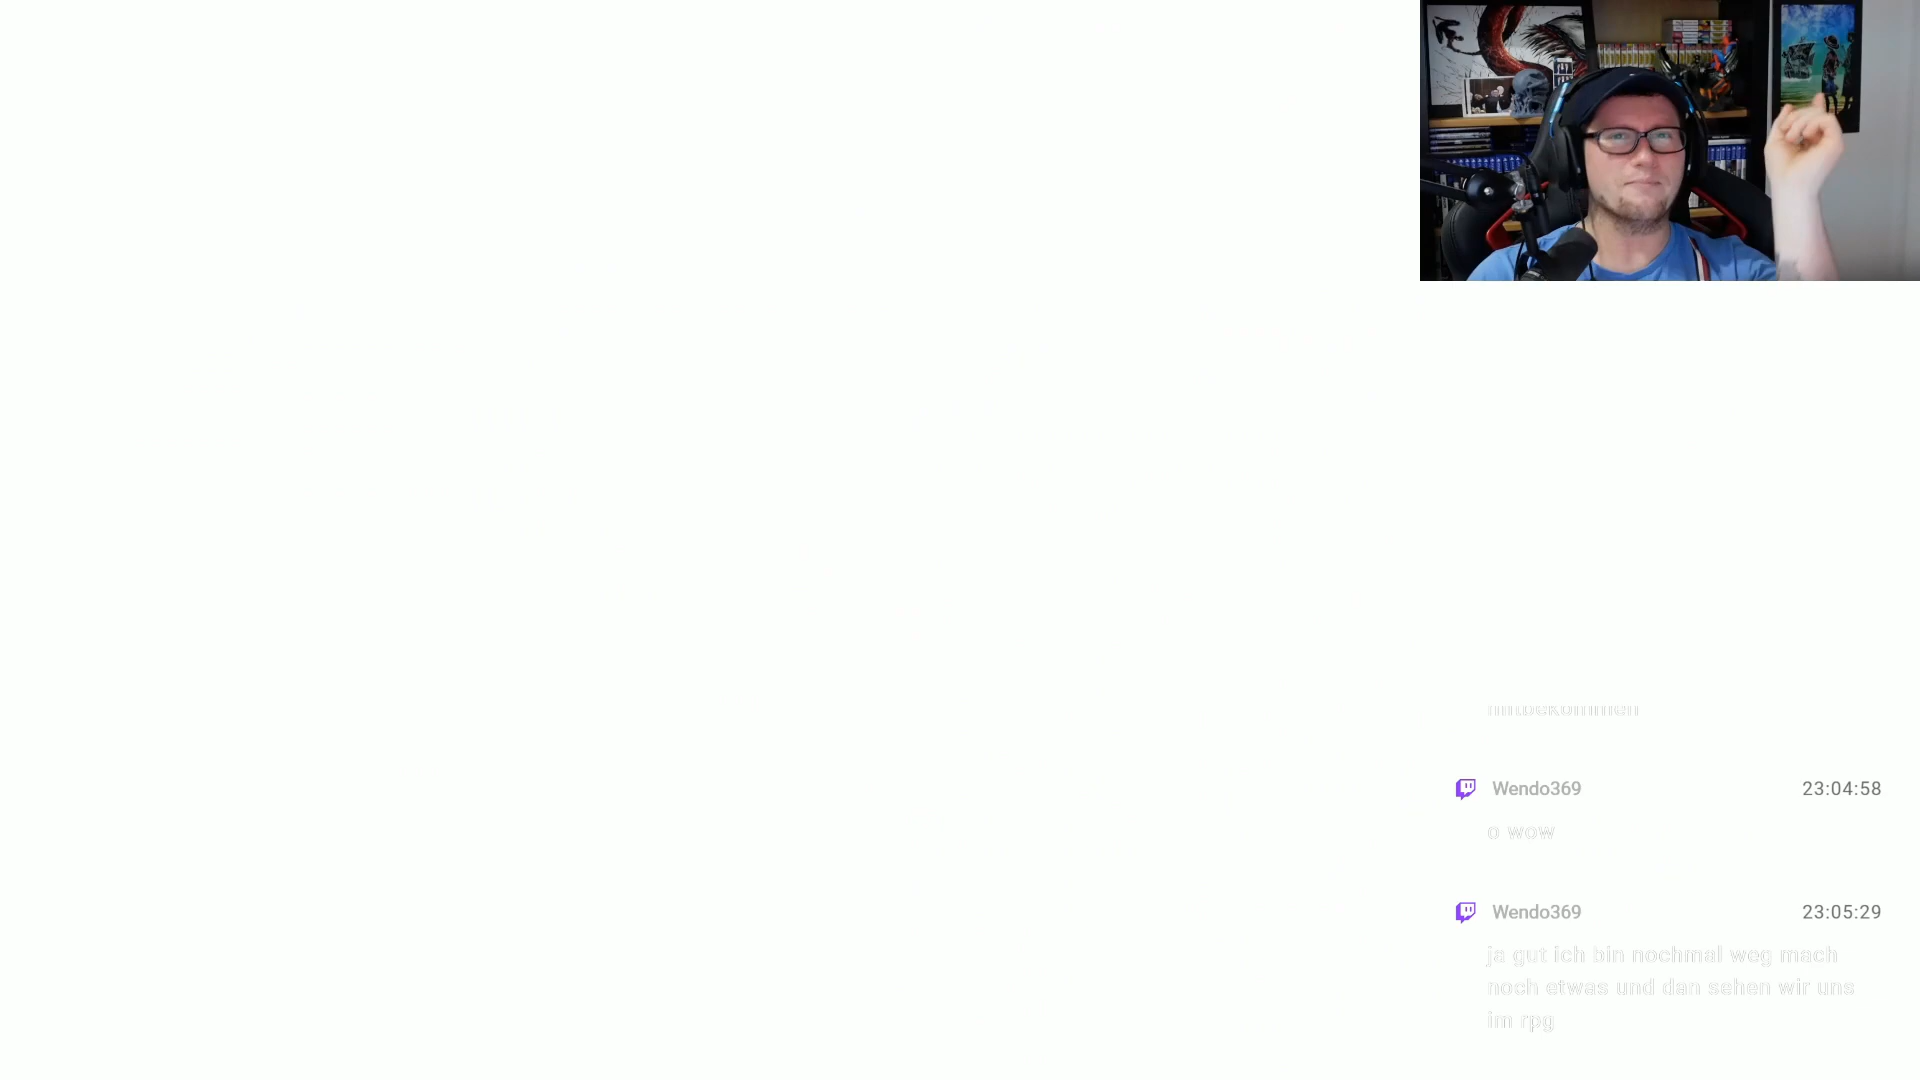 mitbekommen
Wendo369 23:04:58
o wow
Wendo369 23:05:29
ja gut ich bin nochmal weg mach
noch etwas und dan sehen wir uns
im rpg